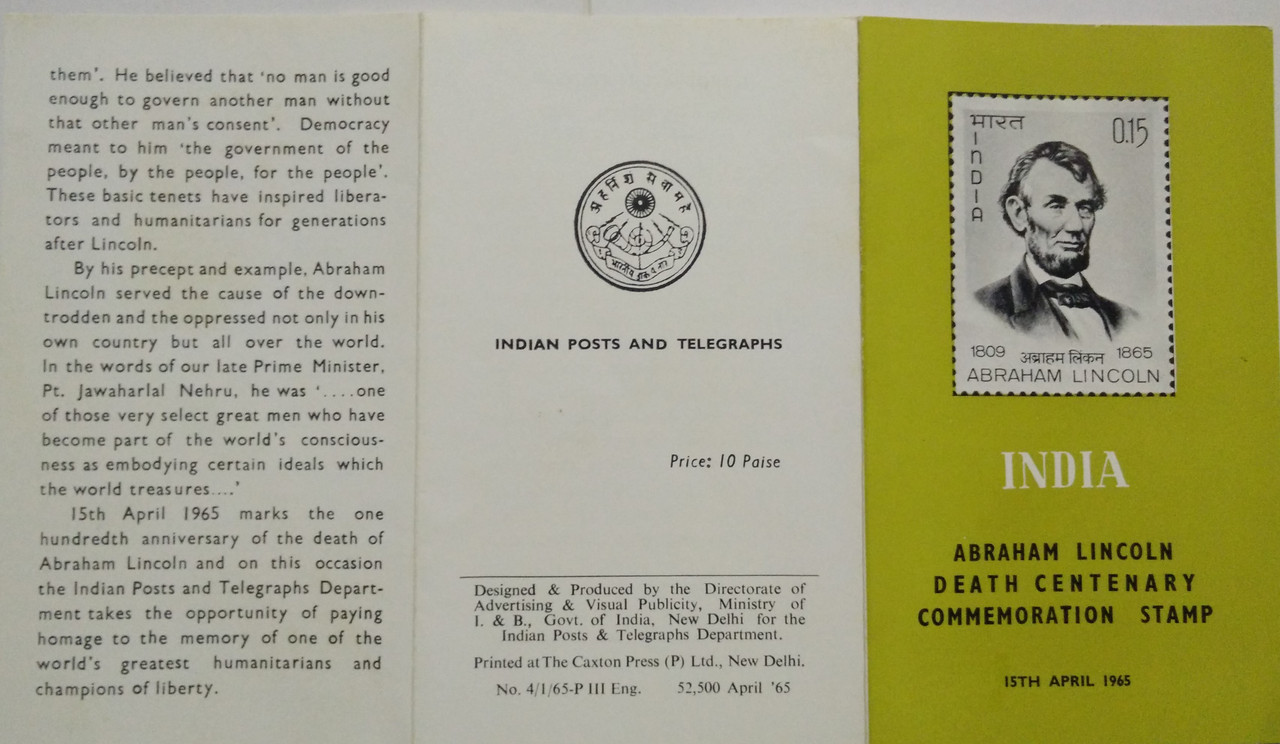 them'. He believed that 'no man is good
enough to govern another man without
that other man's consent'. Democracy
meant to him 'the government of the
people, by the people, for the people'.
These basic tenets have inspired libera-
tors and humanitarians for generations
after Lincoln.
By his precept and example, Abraham
Lincoln served the cause of the down-
trodden and the oppressed not only in his
own country but all over the world.
In the words of our late Prime Minister,
Pt. Jawaharlal Nehru, he was '....one
of those very select great men who have
become part of the world's conscious-
ness as embodying certain ideals which
the world treasures....'
15th April 1965 marks the one
hundredth anniversary of the death of
Abraham Lincoln and on this occasion
the Indian Posts and Telegraphs Depart-
ment takes the opportunity of paying
homage to the memory of one of the
world's greatest humanitarians and
champions of liberty.
अहर्निशं सेवामहे
भारतीय डाक व तार
INDIAN POSTS AND TELEGRAPHS
Price: 10 Paise
Designed & Produced by the Directorate of
Advertising & Visual Publicity, Ministry of
I. & B., Govt. of India, New Delhi for the
Indian Posts & Telegraphs Department.
Printed at The Caxton Press (P) Ltd., New Delhi.
No. 4/1/65-P III Eng. 52,500 April '65
भारत 0.15
INDIA
1809 अब्राहम लिंकन 1865
ABRAHAM LINCOLN
INDIA
ABRAHAM LINCOLN
DEATH CENTENARY
COMMEMORATION STAMP
15TH APRIL 1965